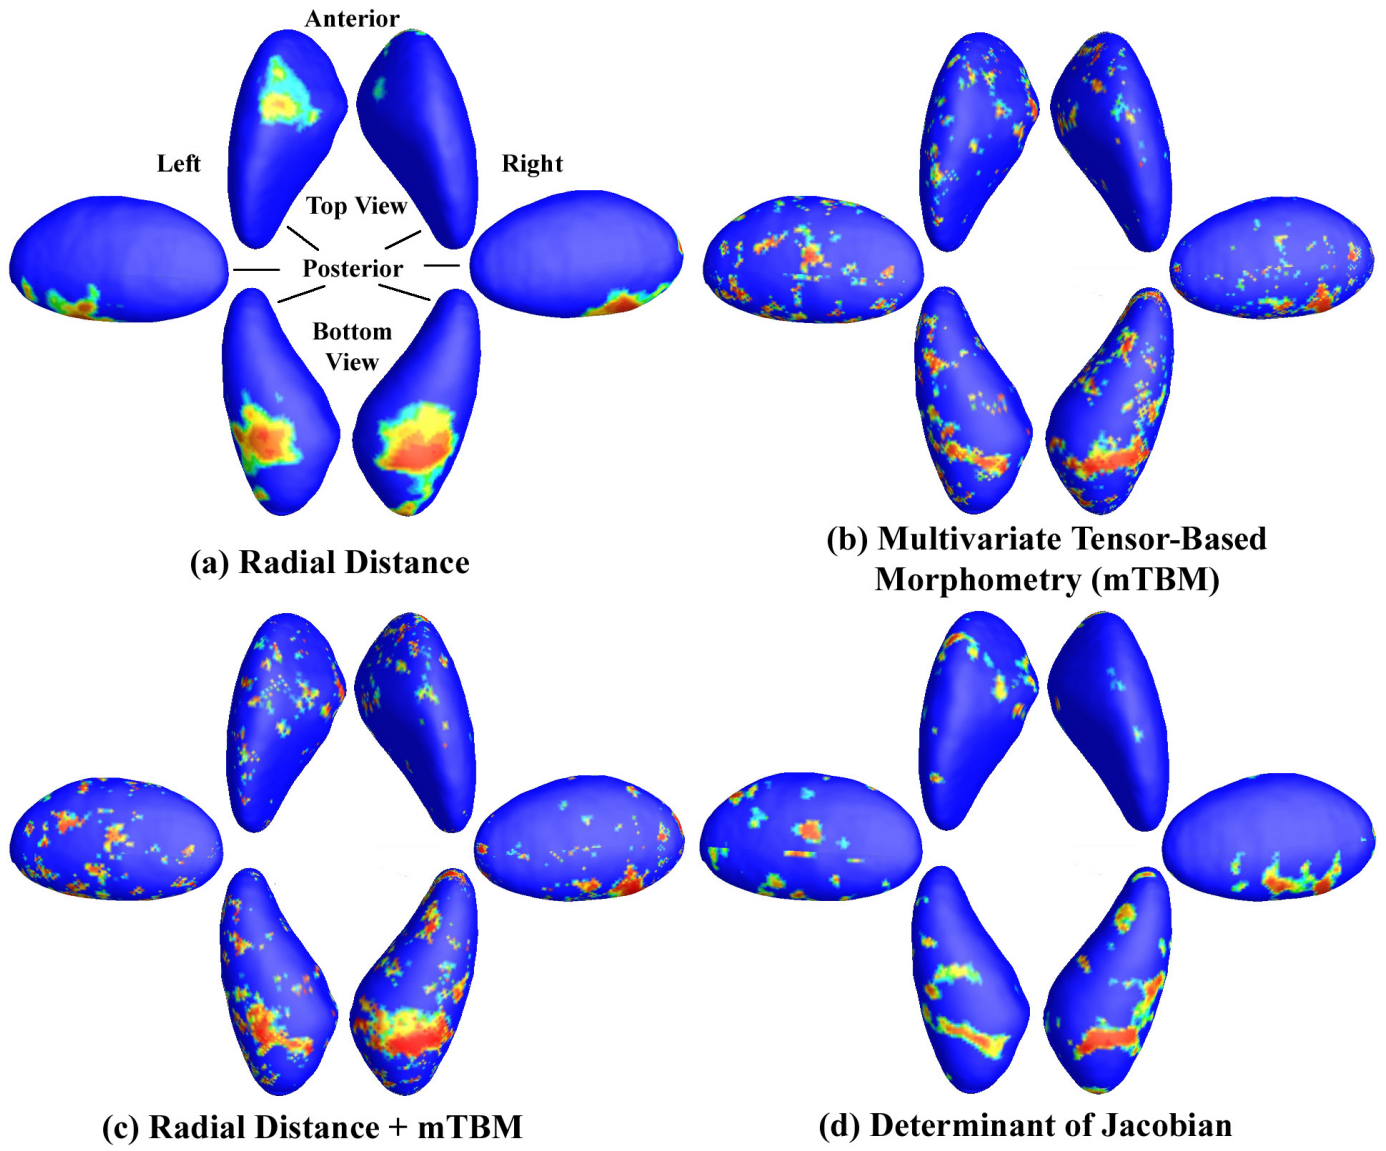 Anterior
Left
Right
Top View
Posterior
Bottom
View
(a) Radial Distance
(b) Multivariate Tensor-Based
Morphometry (mTBM)
(c) Radial Distance + mTBM
(d) Determinant of Jacobian